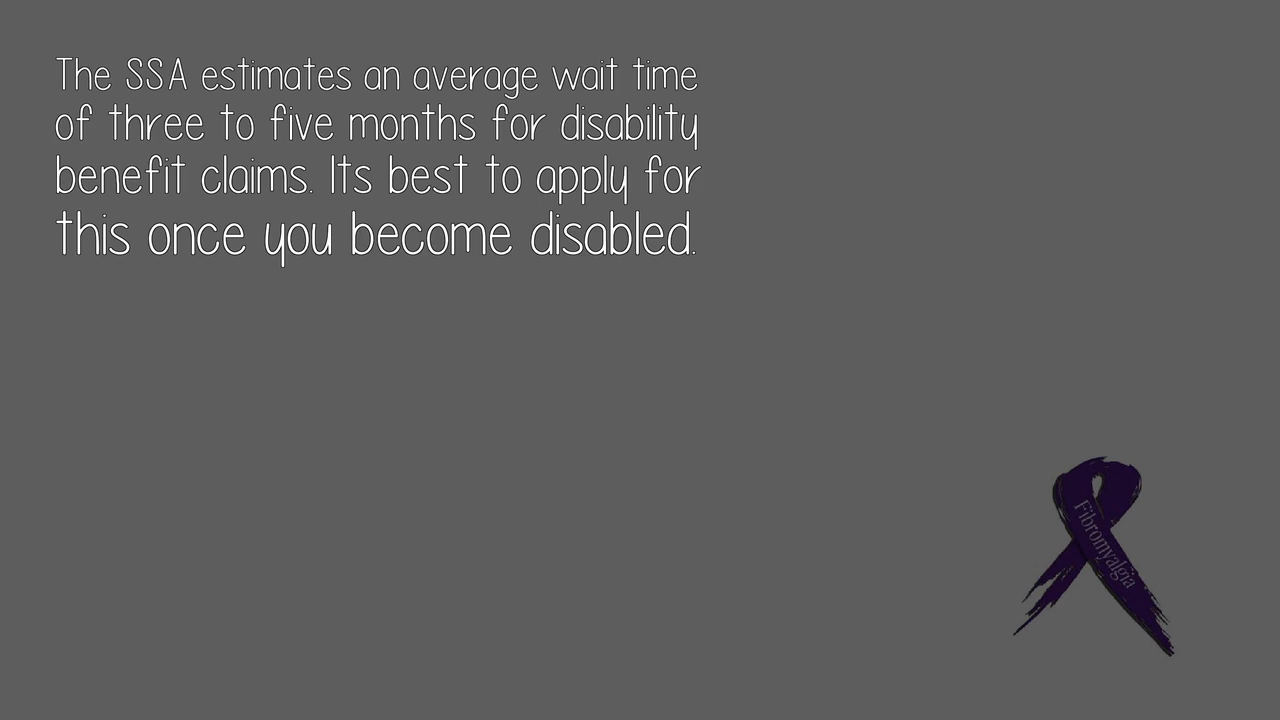 The SSA estimates an average wait time
of three to five months for disability
benefit claims. Its best to apply for
this once you become disabled.
Fibromyalgia